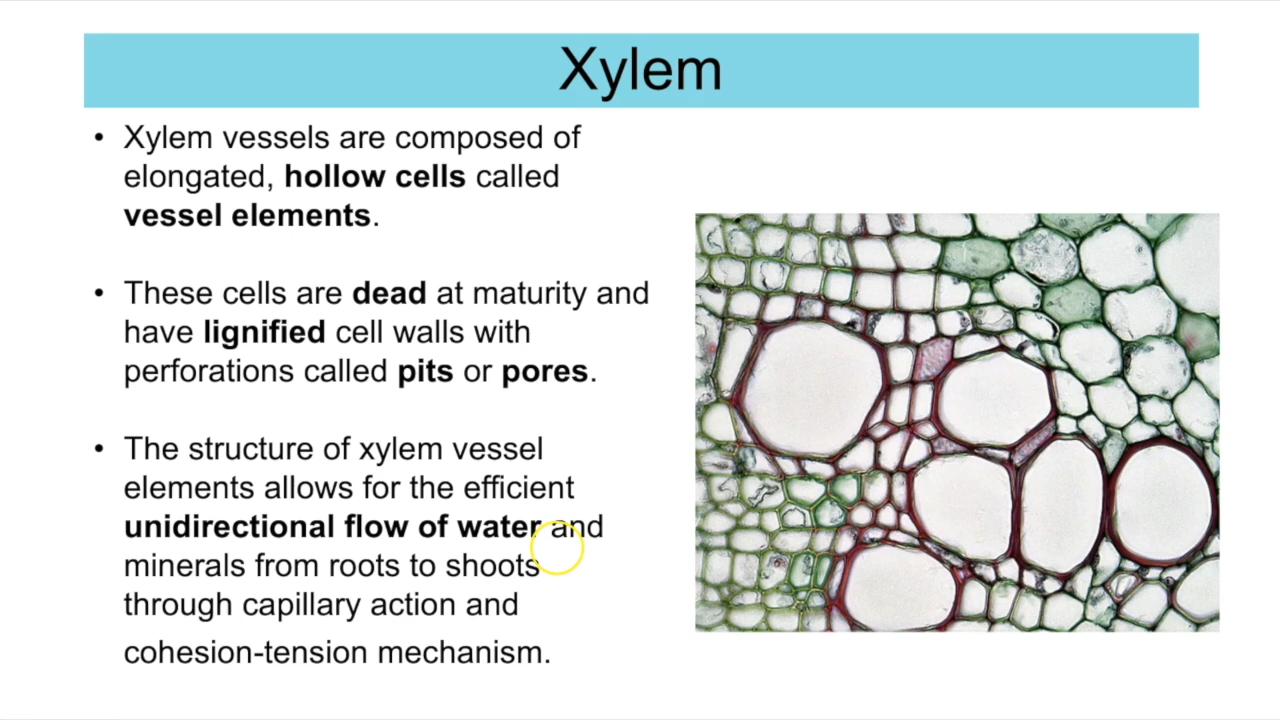 Xylem
• Xylem vessels are composed of
elongated, hollow cells called
vessel elements.
• These cells are dead at maturity and
have lignified cell walls with
perforations called pits or pores.
• The structure of xylem vessel
elements allows for the efficient
unidirectional flow of water and
minerals from roots to shoots
through capillary action and
cohesion-tension mechanism.